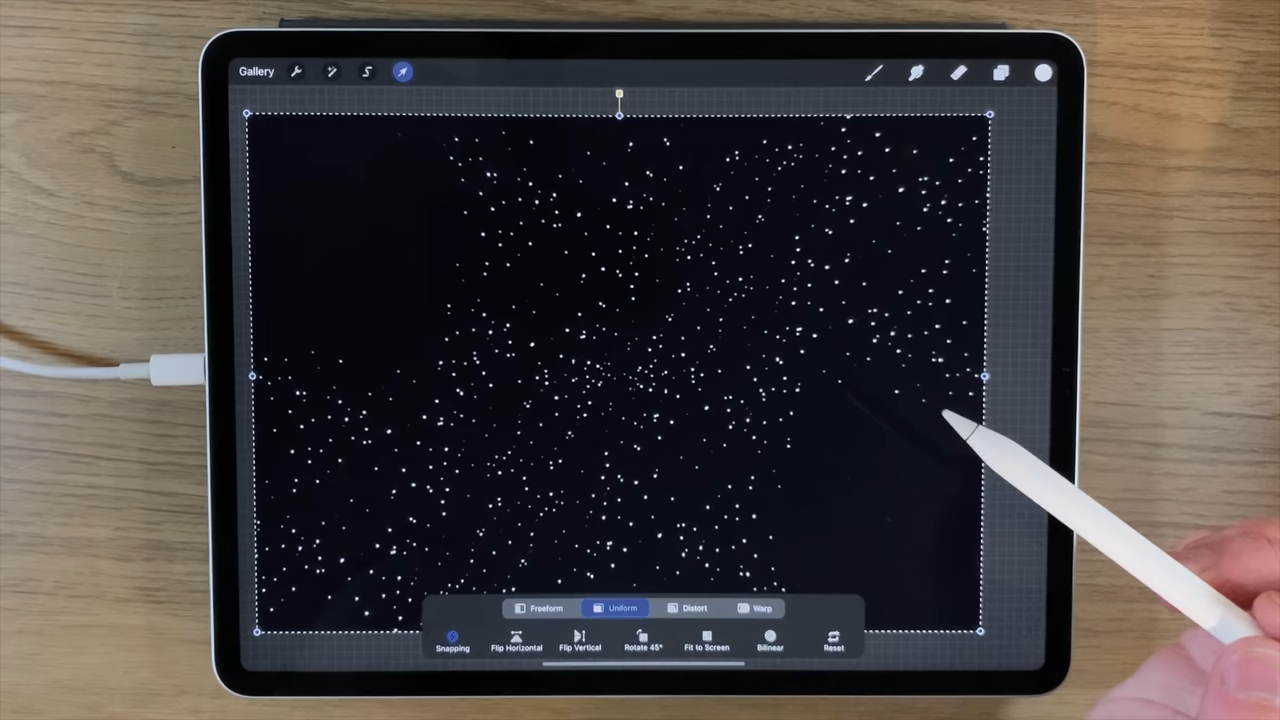 Gallery
Freeform Uniform Distort Warp
Snapping Flip Horizontal Flip Vertical Rotate 45° Fit to Screen Bilinear Reset